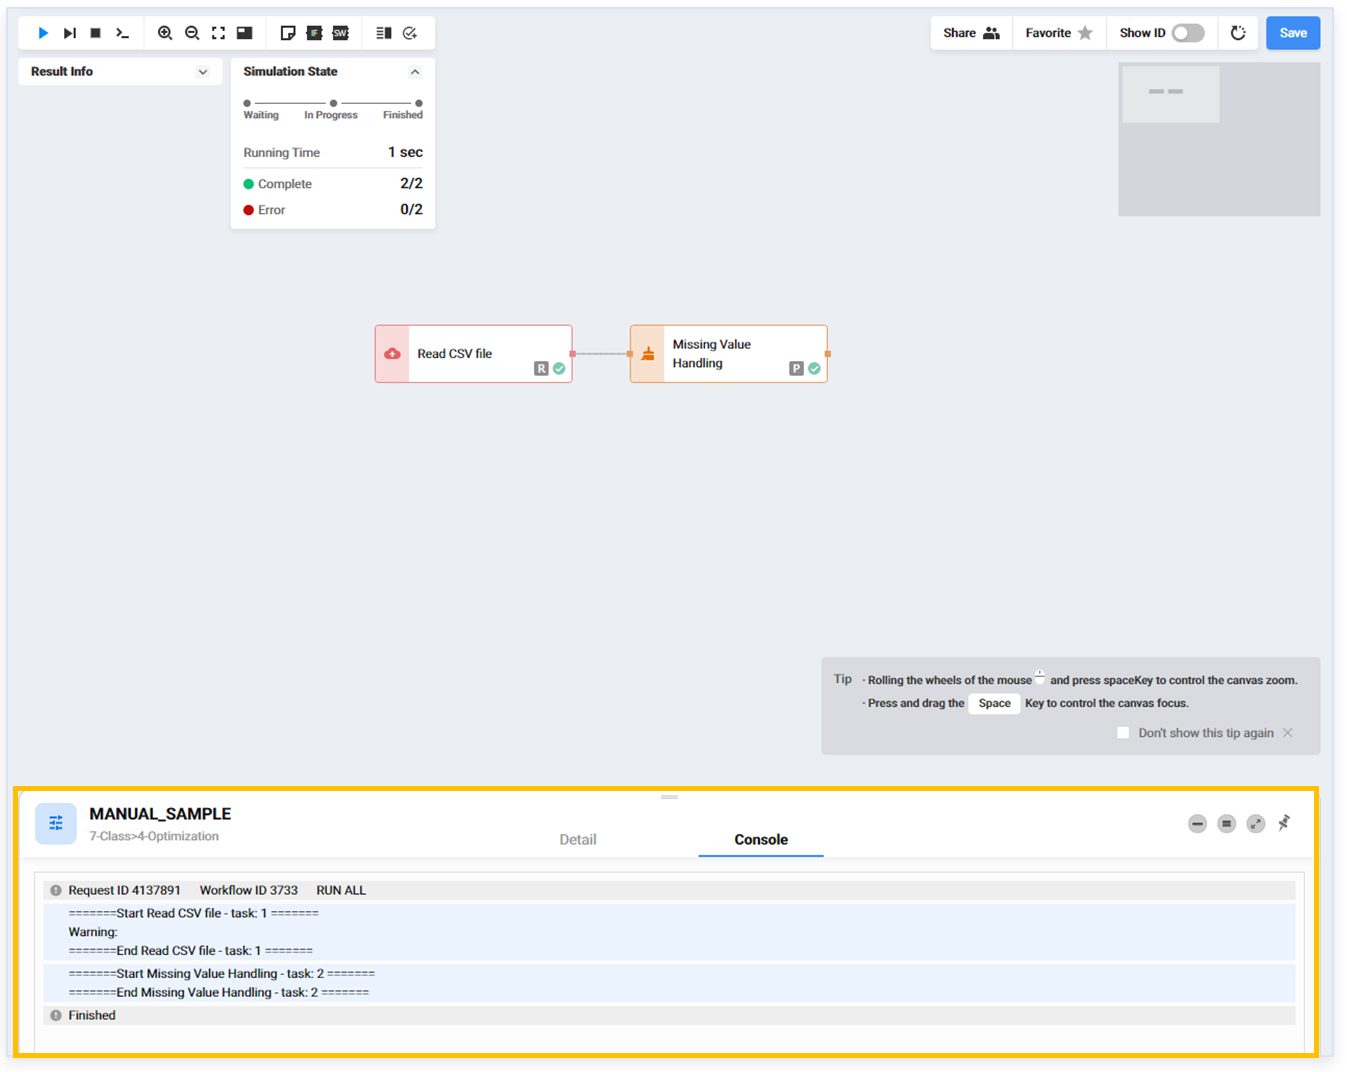 IF
SW
Share
Favorite
Show ID
Save
Result Info
Simulation State
Waiting
In Progress
Finished
Running Time
1 sec
Complete
2/2
Error
0/2
Read CSV file
R
Missing Value
Handling
P
Tip
· Rolling the wheels of the mouse and press spaceKey to control the canvas zoom.
· Press and drag the Space Key to control the canvas focus.
Don't show this tip again
MANUAL_SAMPLE
7-Class>4-Optimization
Detail
Console
Request ID 4137891 Workflow ID 3733 RUN ALL
=======Start Read CSV file - task: 1 =======
Warning:
=======End Read CSV file - task: 1 =======
=======Start Missing Value Handling - task: 2 =======
=======End Missing Value Handling - task: 2 =======
Finished